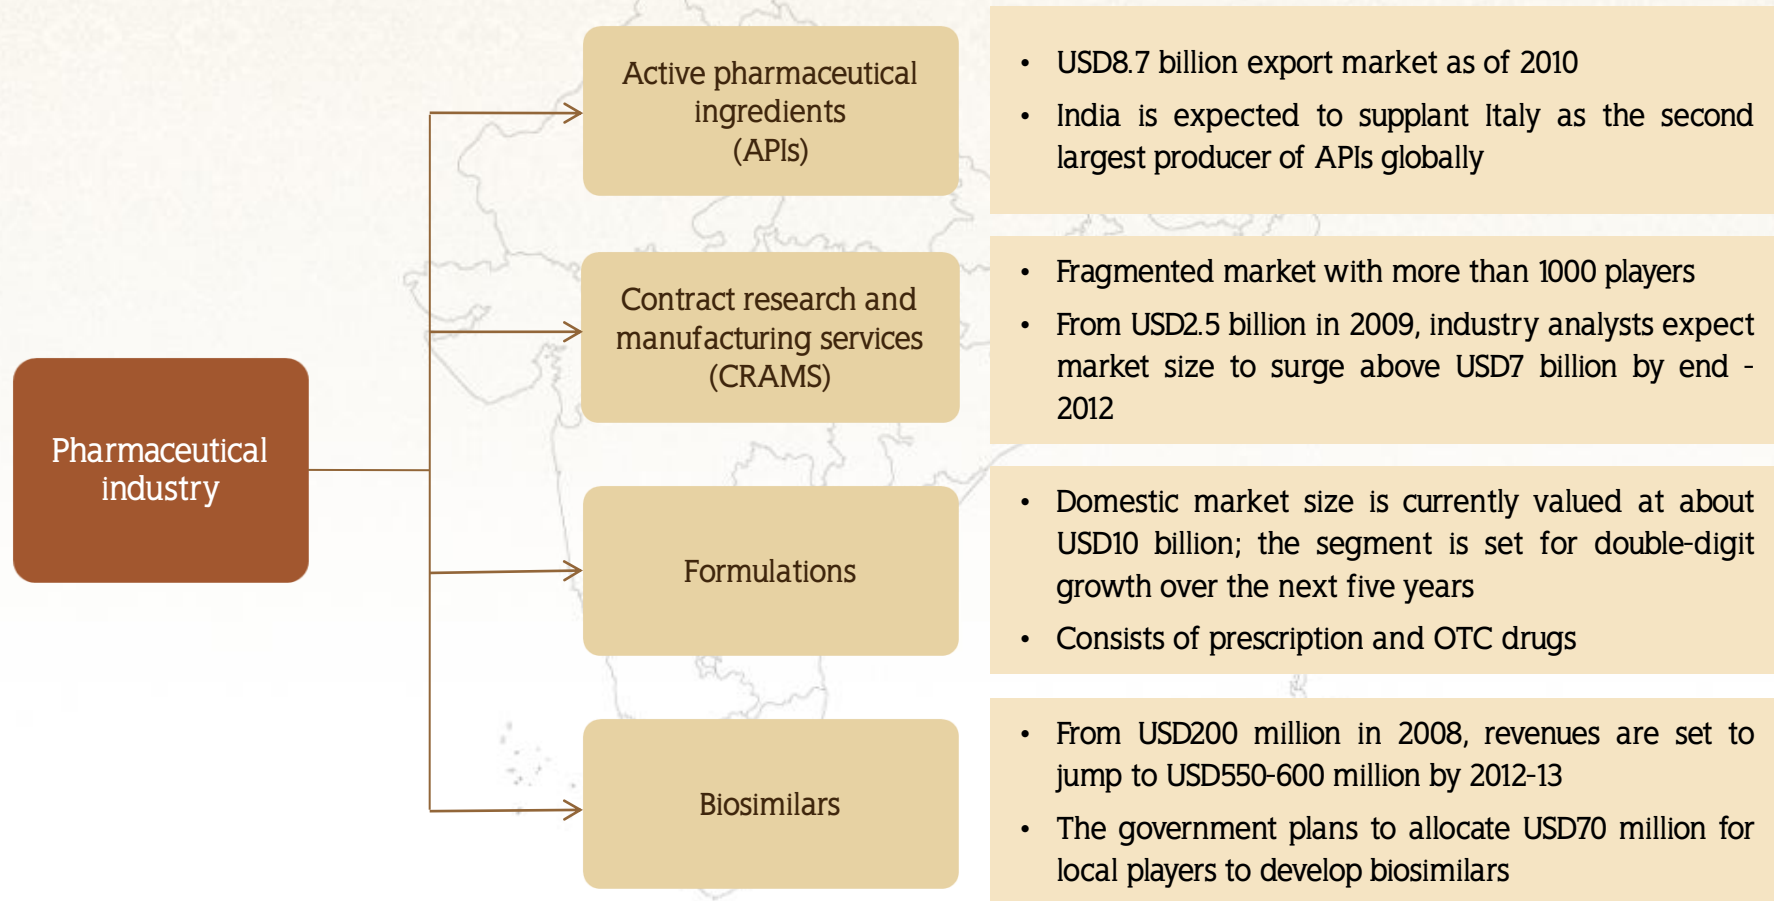 Pharmaceutical
industry
Active pharmaceutical
ingredients
(APIs)
• USD8.7 billion export market as of 2010
• India is expected to supplant Italy as the second
largest producer of APIs globally
Contract research and
manufacturing services
(CRAMS)
• Fragmented market with more than 1000 players
• From USD2.5 billion in 2009, industry analysts expect
market size to surge above USD7 billion by end -
2012
Formulations
• Domestic market size is currently valued at about
USD10 billion; the segment is set for double-digit
growth over the next five years
• Consists of prescription and OTC drugs
Biosimilars
• From USD200 million in 2008, revenues are set to
jump to USD550-600 million by 2012-13
• The government plans to allocate USD70 million for
local players to develop biosimilars